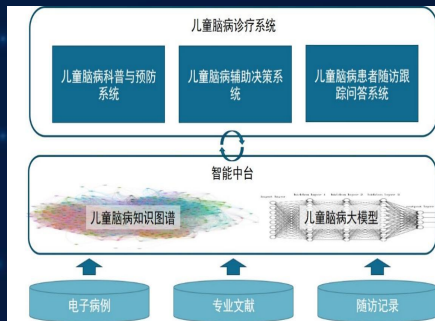 儿童脑病诊疗系统
儿童脑病科普与预防
系统
儿童脑病辅助决策系
统
儿童脑病患者随访跟
踪问答系统
智能中台
儿童脑病知识图谱
儿童脑病大模型
电子病例
专业文献
随访记录